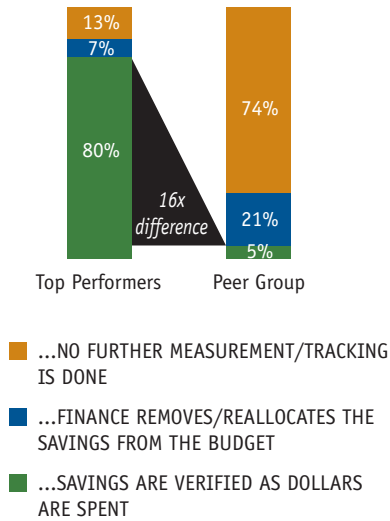 13%
7%
80%
74%
21%
5%
16x
difference
Top Performers
Peer Group
...NO FURTHER MEASUREMENT/TRACKING
IS DONE
...FINANCE REMOVES/REALLOCATES THE
SAVINGS FROM THE BUDGET
...SAVINGS ARE VERIFIED AS DOLLARS
ARE SPENT